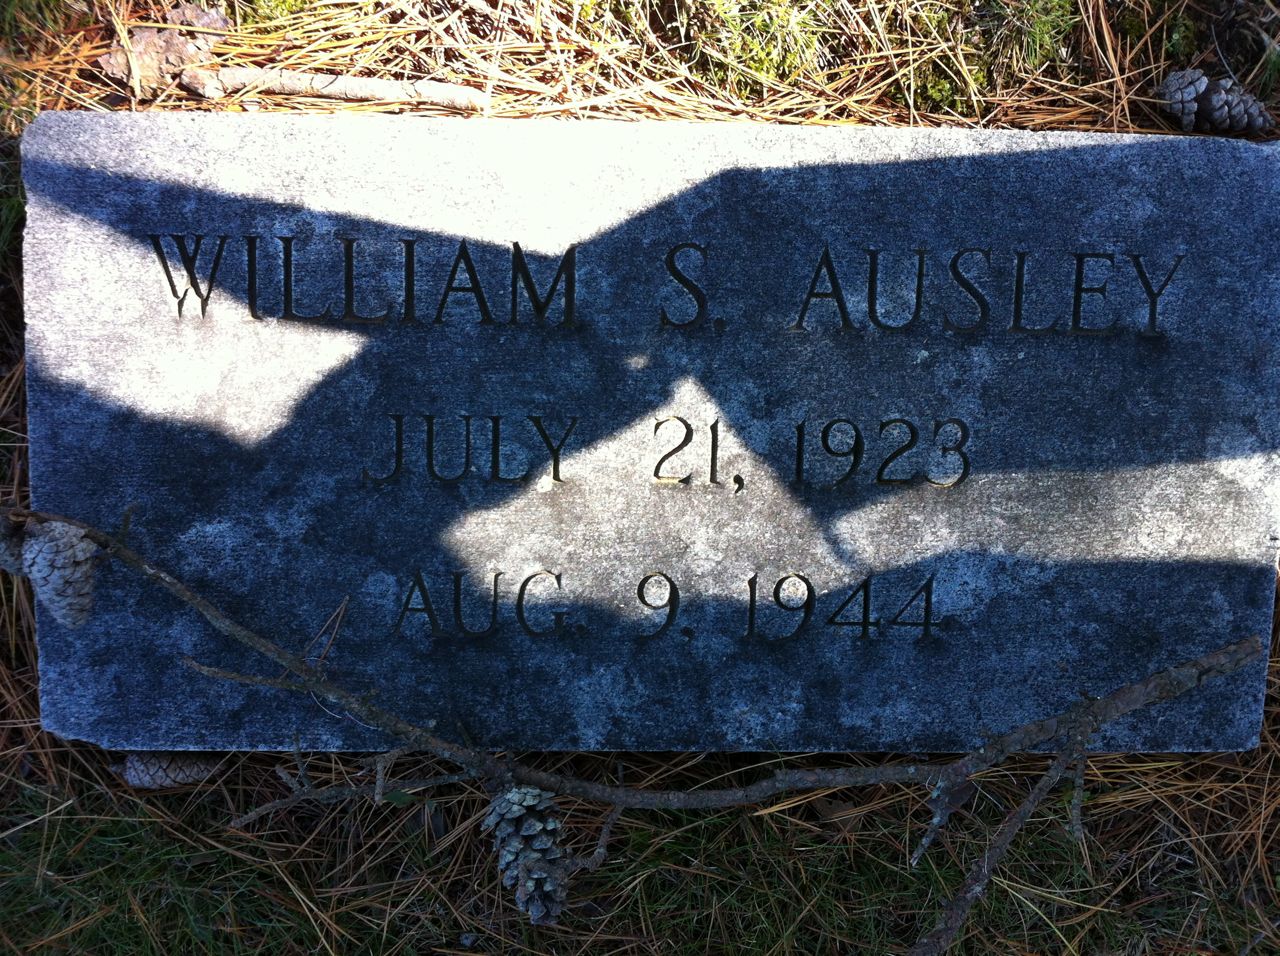 WILLIAM S. AUSLEY
JULY 21, 1923
AUG. 9, 1944